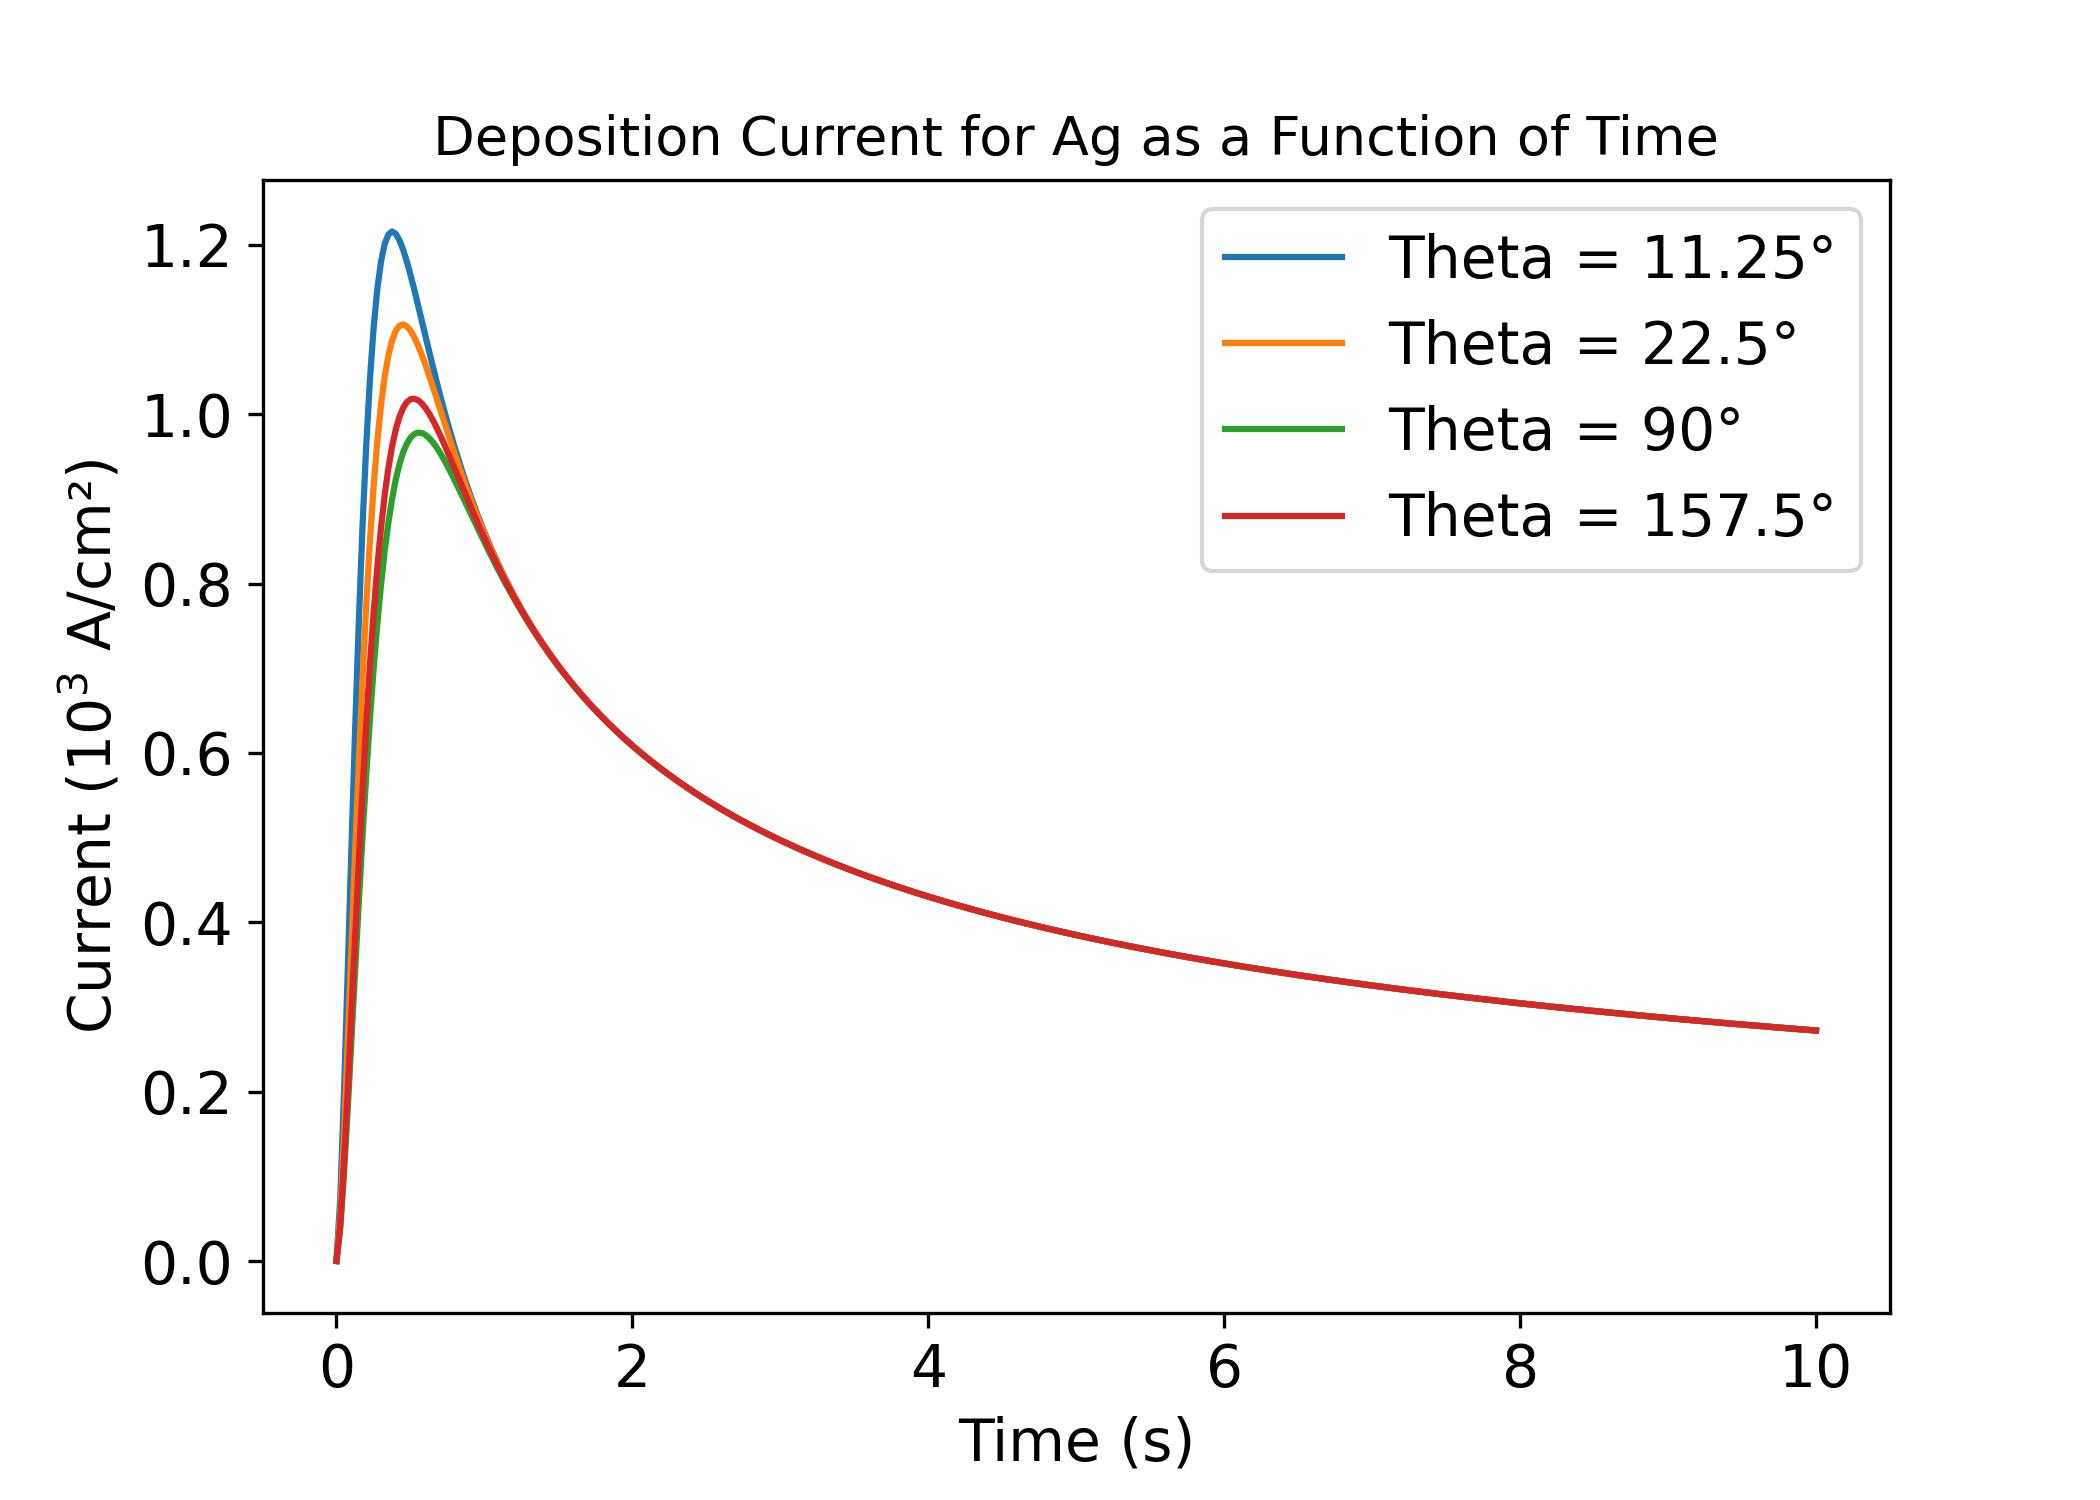 Deposition Current for Ag as a Function of Time
Current (10³ A/cm²)
1.2
1.0
0.8
0.6
0.4
0.2
0.0
Theta = 11.25°
Theta = 22.5°
Theta = 90°
Theta = 157.5°
0 2 4 6 8 10
Time (s)